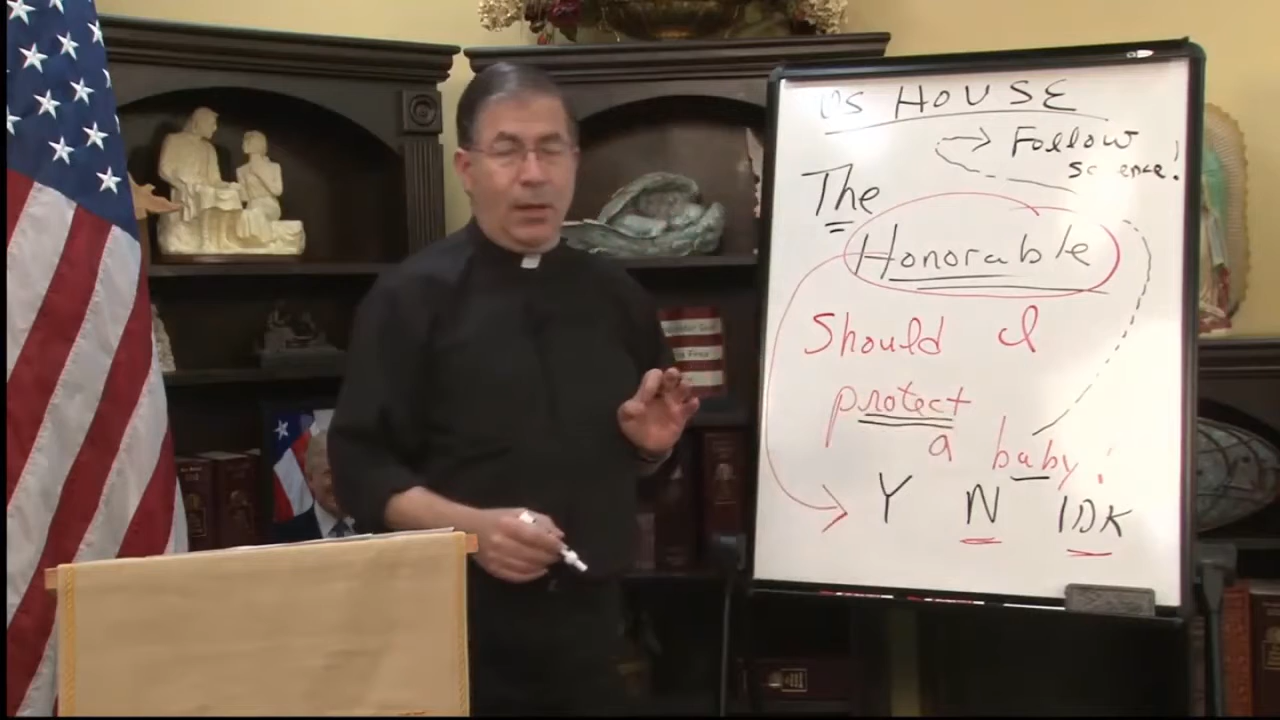 US HOUSE
Follow
Science!
The
Honorable
Should I
protect
a baby?
Y N IDK